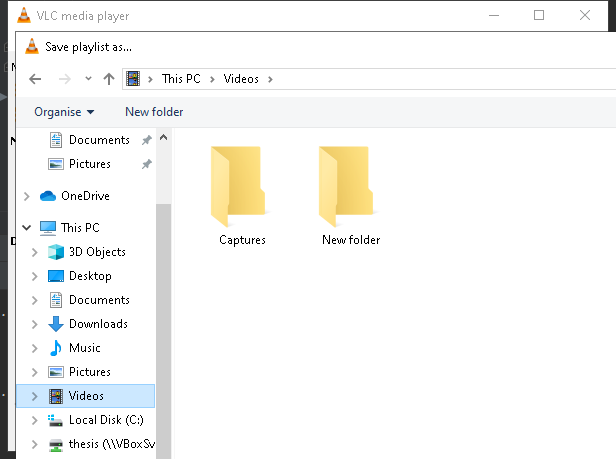 VLC media player
Save playlist as...
This PC
Videos
Organise
New folder
Documents
Pictures
OneDrive
This PC
3D Objects
Desktop
Documents
Downloads
Music
Pictures
Videos
Local Disk (C:)
thesis (\\VBoxSv
Captures
New folder